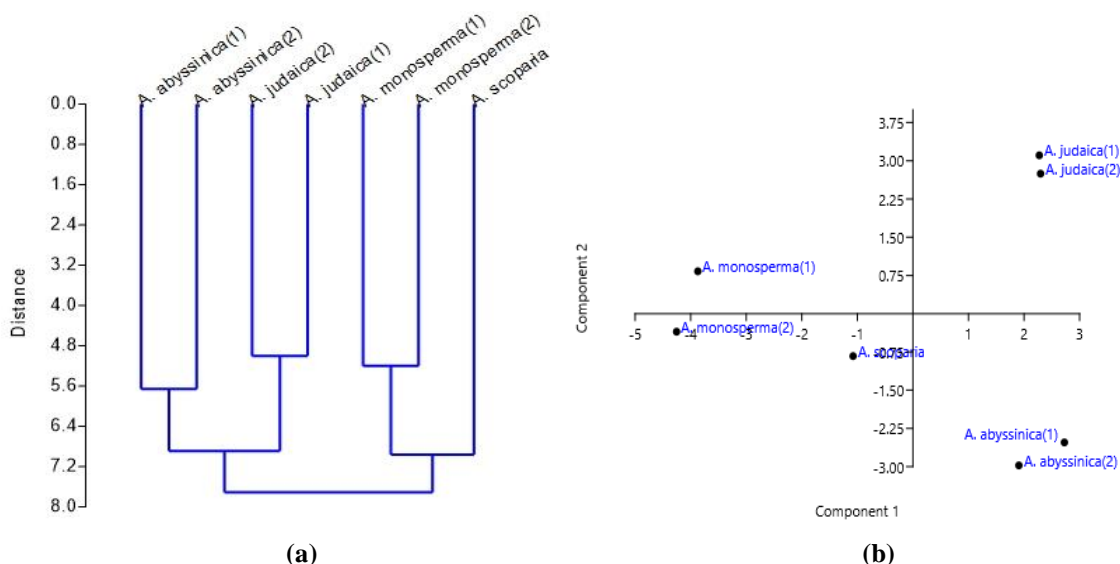 A. abyssinica(1)
A. abyssinica(2)
A. judaica(2)
A. judaica(1)
A. monosperma(1)
A. monosperma(2)
A. scoparia
0.0
0.8
1.6
2.4
3.2
4.0
4.8
5.6
6.4
7.2
8.0
Distance
(a)
3.75
3.00
2.25
1.50
0.75
-0.75
-1.50
-2.25
-3.00
-5 -4 -3 -2 -1 1 2 3
Component 2
Component 1
A. judaica(1)
A. judaica(2)
A. monosperma(1)
A. monosperma(2)
A. scoparia
A. abyssinica(1)
A. abyssinica(2)
(b)